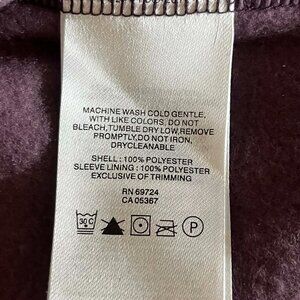 MACHINE WASH COLD GENTLE,
WITH LIKE COLORS, DO NOT
BLEACH,TUMBLE DRY LOW,REMOVE
PROMPTLY,DO NOT IRON,
DRYCLEANABLE
SHELL : 100% POLYESTER
SLEEVE LINING : 100% POLYESTER
EXCLUSIVE OF TRIMMING
RN 69724
CA 05367
30C P